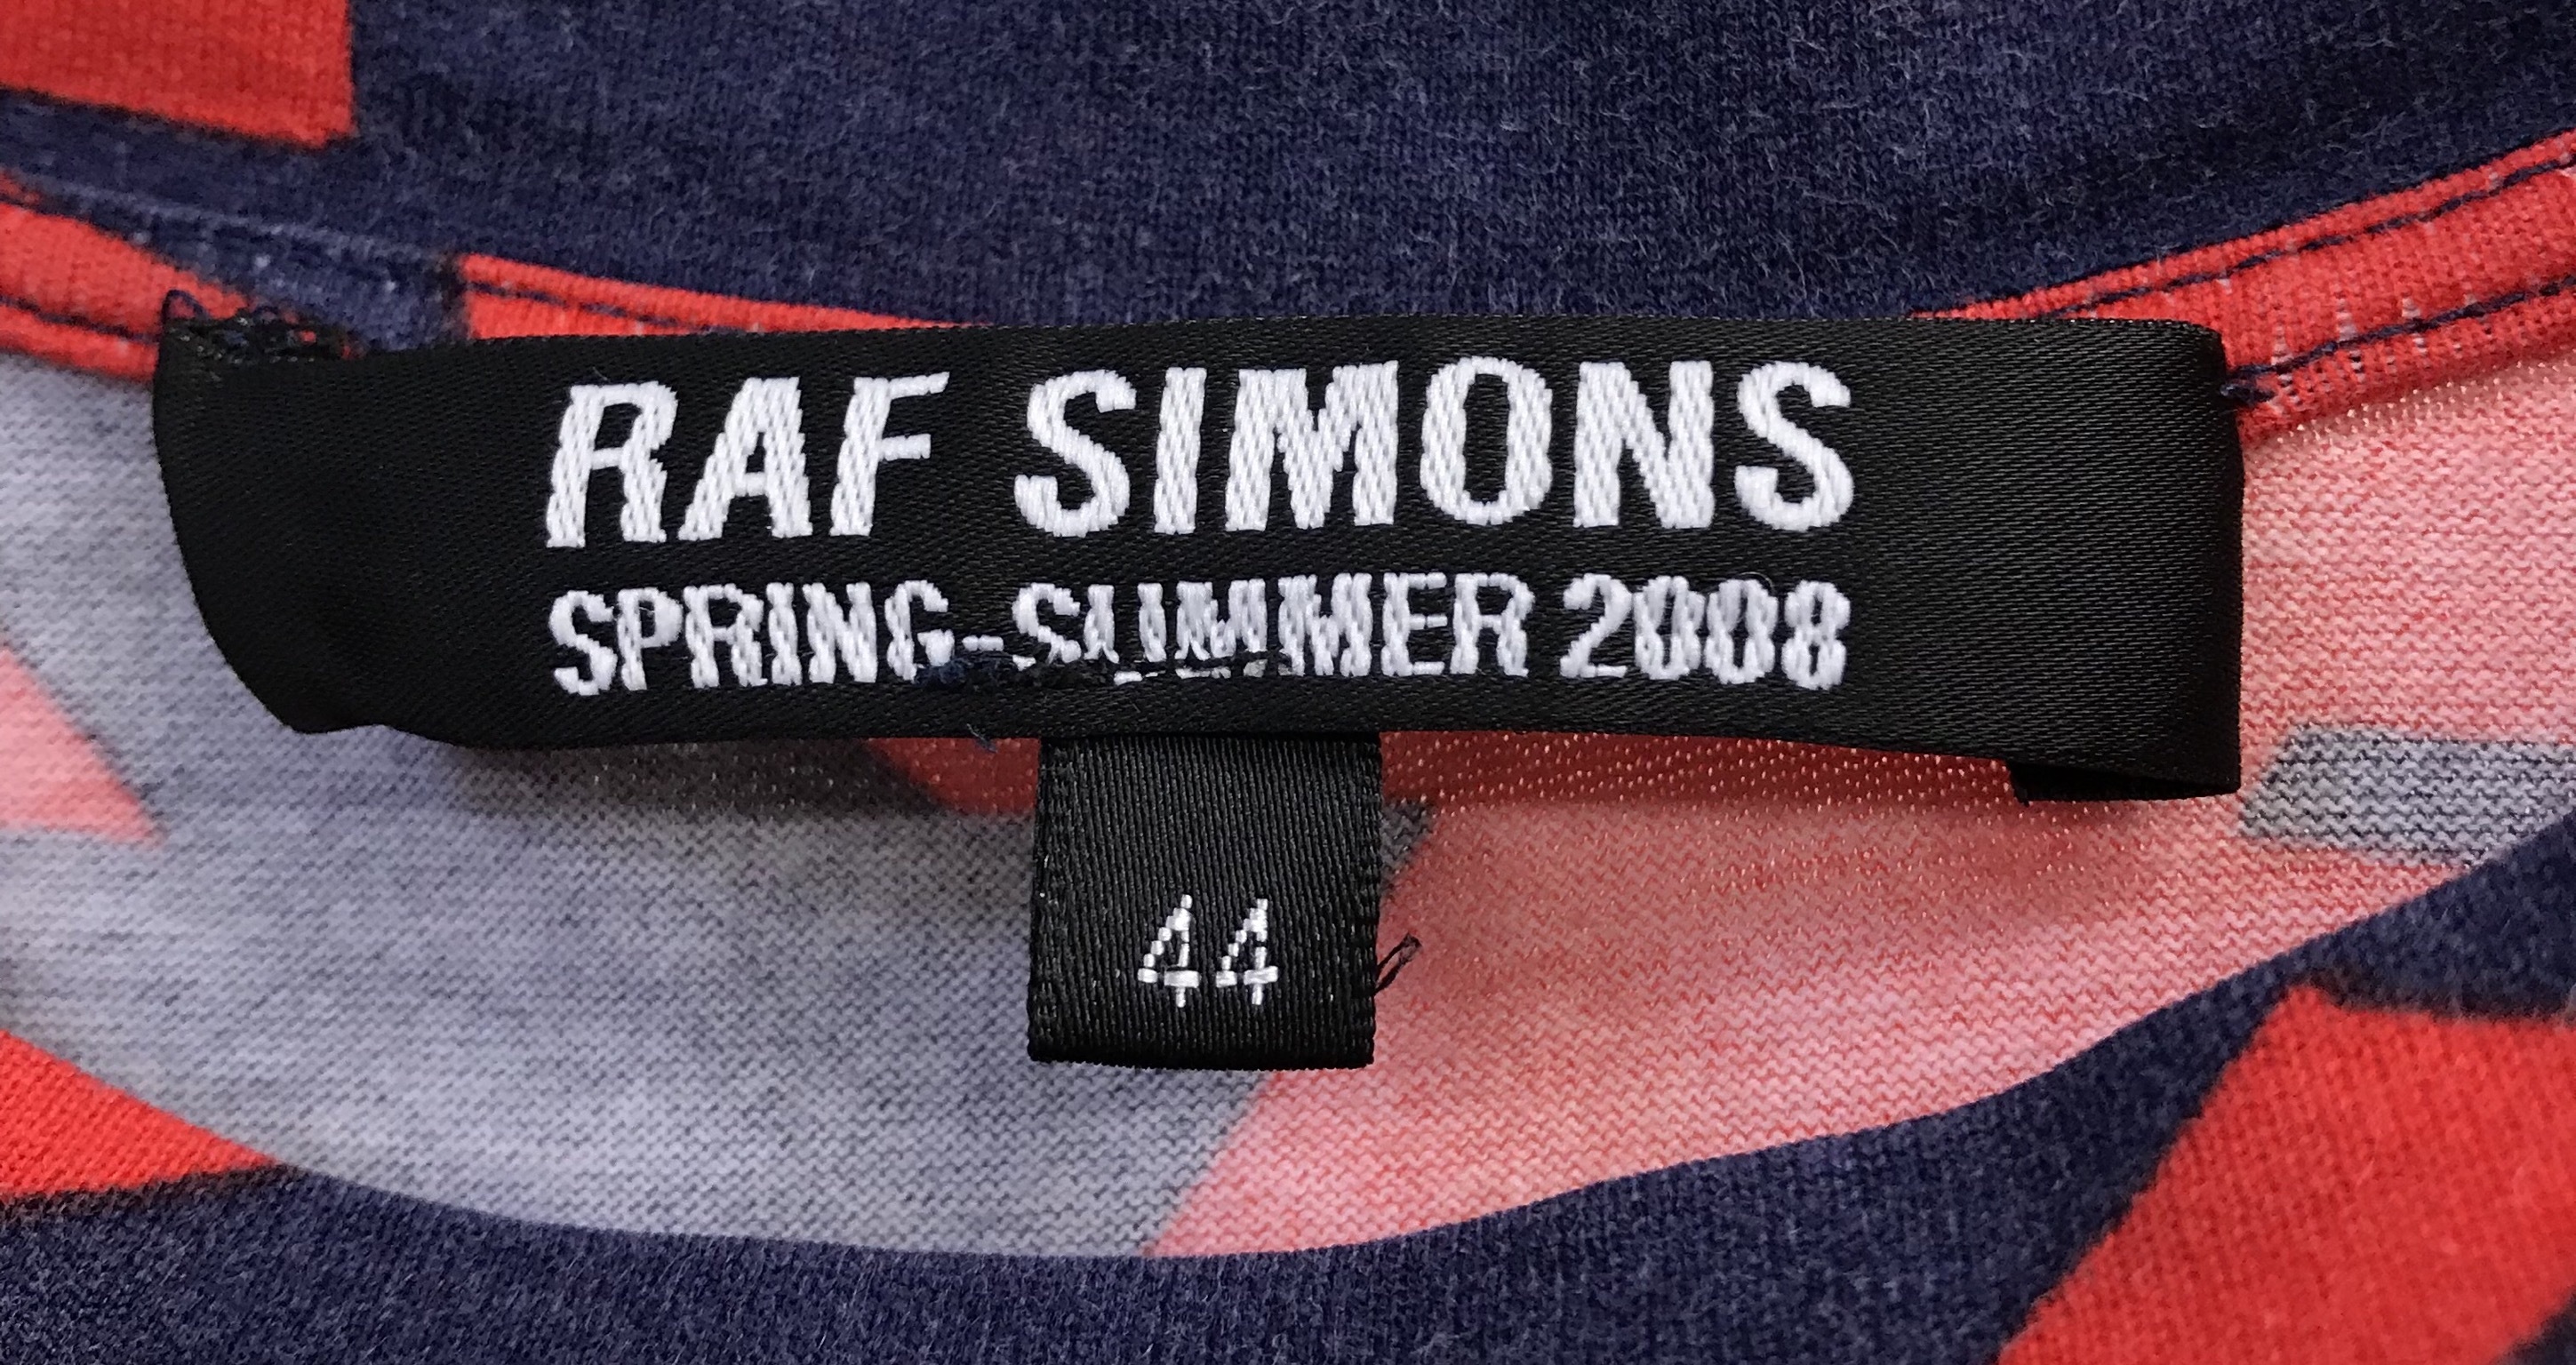 RAF SIMONS
SPRING-SUMMER 2008
44